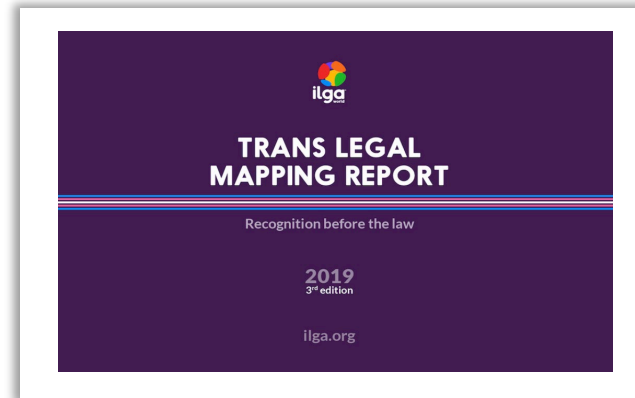 ilga
world
TRANS LEGAL
MAPPING REPORT
Recognition before the law
2019
3rd edition
ilga.org